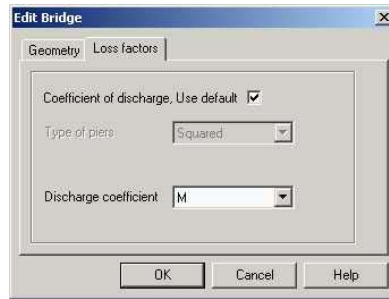 Edit Bridge
Geometry Loss factors
Coefficient of discharge, Use default
Type of piers Squared
Discharge coefficient M
OK Cancel Help